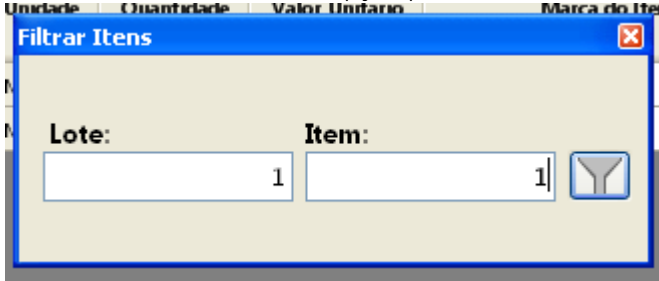 Unidade Quantidade Valor Unitário Marca do Ite
Filtrar Itens
Lote: Item:
1 1